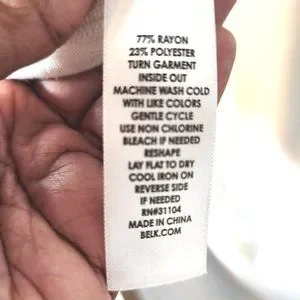 77% RAYON
23% POLYESTER
TURN GARMENT
INSIDE OUT
MACHINE WASH COLD
WITH LIKE COLORS
GENTLE CYCLE
USE NON CHLORINE
BLEACH IF NEEDED
RESHAPE
LAY FLAT TO DRY
COOL IRON ON
REVERSE SIDE
IF NEEDED
RN#31104
MADE IN CHINA
BELK.COM